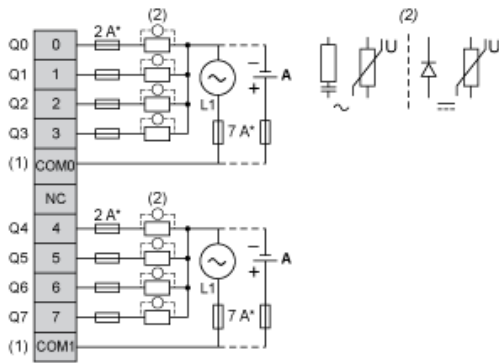 (2) (2)
Q0 0 2 A* − U U
Q1 1 A
Q2 2 L1 +
Q3 3 7 A*
(1) COM0
NC
(2)
Q4 4 2 A* −
Q5 5 A
Q6 6 L1 +
Q7 7 7 A*
(1) COM1